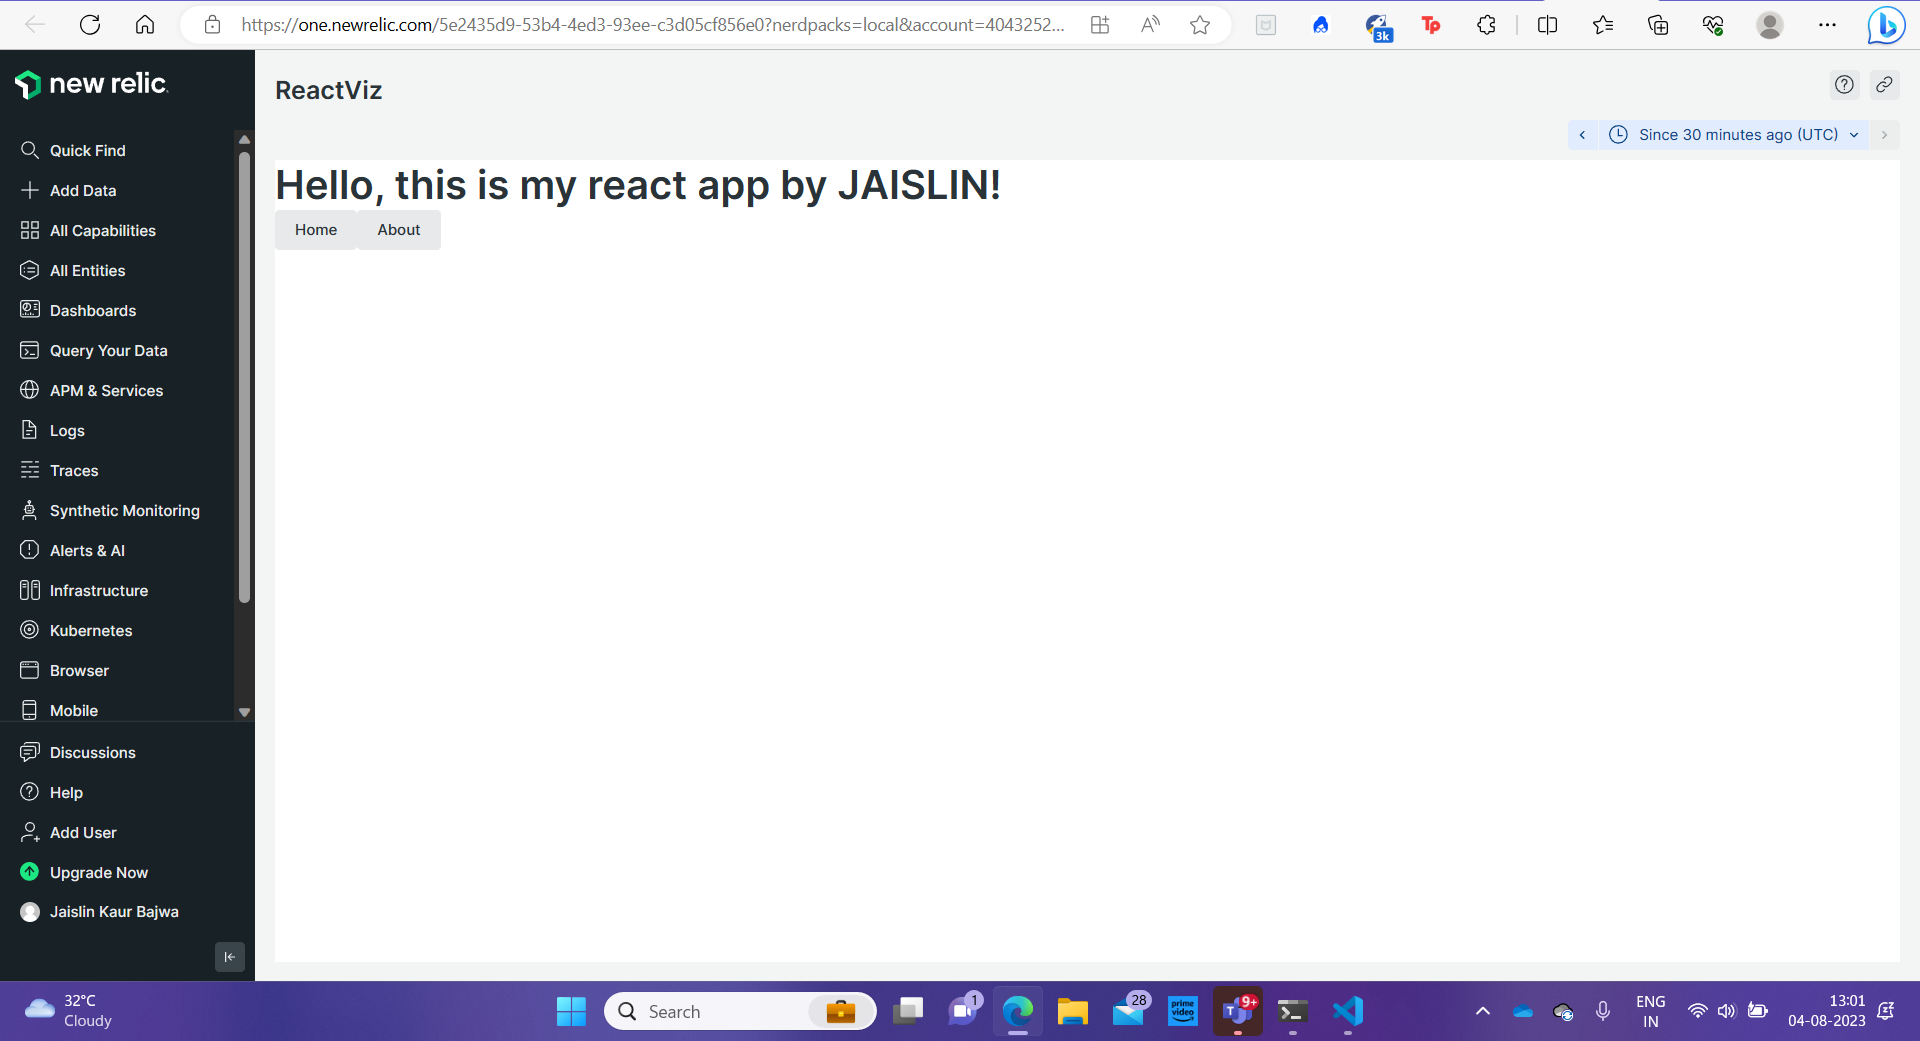 https://one.newrelic.com/5e2435d9-53b4-4ed3-93ee-c3d05cf856e0?nerdpacks=local&account=4043252...
3k
Tp
new relic
ReactViz
Since 30 minutes ago (UTC)
Hello, this is my react app by JAISLIN!
Home
About
Quick Find
Add Data
All Capabilities
All Entities
Dashboards
Query Your Data
APM & Services
Logs
Traces
Synthetic Monitoring
Alerts & AI
Infrastructure
Kubernetes
Browser
Mobile
Discussions
Help
Add User
Upgrade Now
Jaislin Kaur Bajwa
32°C
Cloudy
Search
1
28
prime
video
T
9+
ENG
IN
13:01
04-08-2023